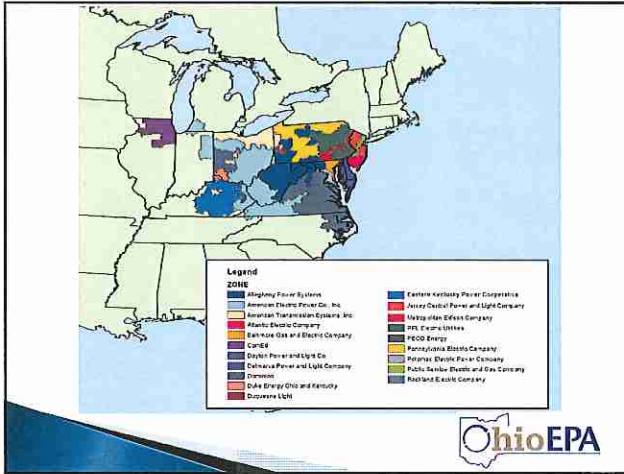 Legend
ZONE
Allegheny Power Systems
American Electric Power Co., Inc.
American Transmission Systems, Inc.
Atlantic Electric Company
Baltimore Gas and Electric Company
ComEd
Dayton Power and Light Co.
Delmarva Power and Light Company
Dominion
Duke Energy Ohio and Kentucky
Duquesne Light
Eastern Kentucky Power Cooperative
Jersey Central Power and Light Company
Metropolitan Edison Company
PPL Electric Utilities
PECO Energy
Pennsylvania Electric Company
Potomac Electric Power Company
Public Service Electric and Gas Company
Rockland Electric Company
OhioEPA